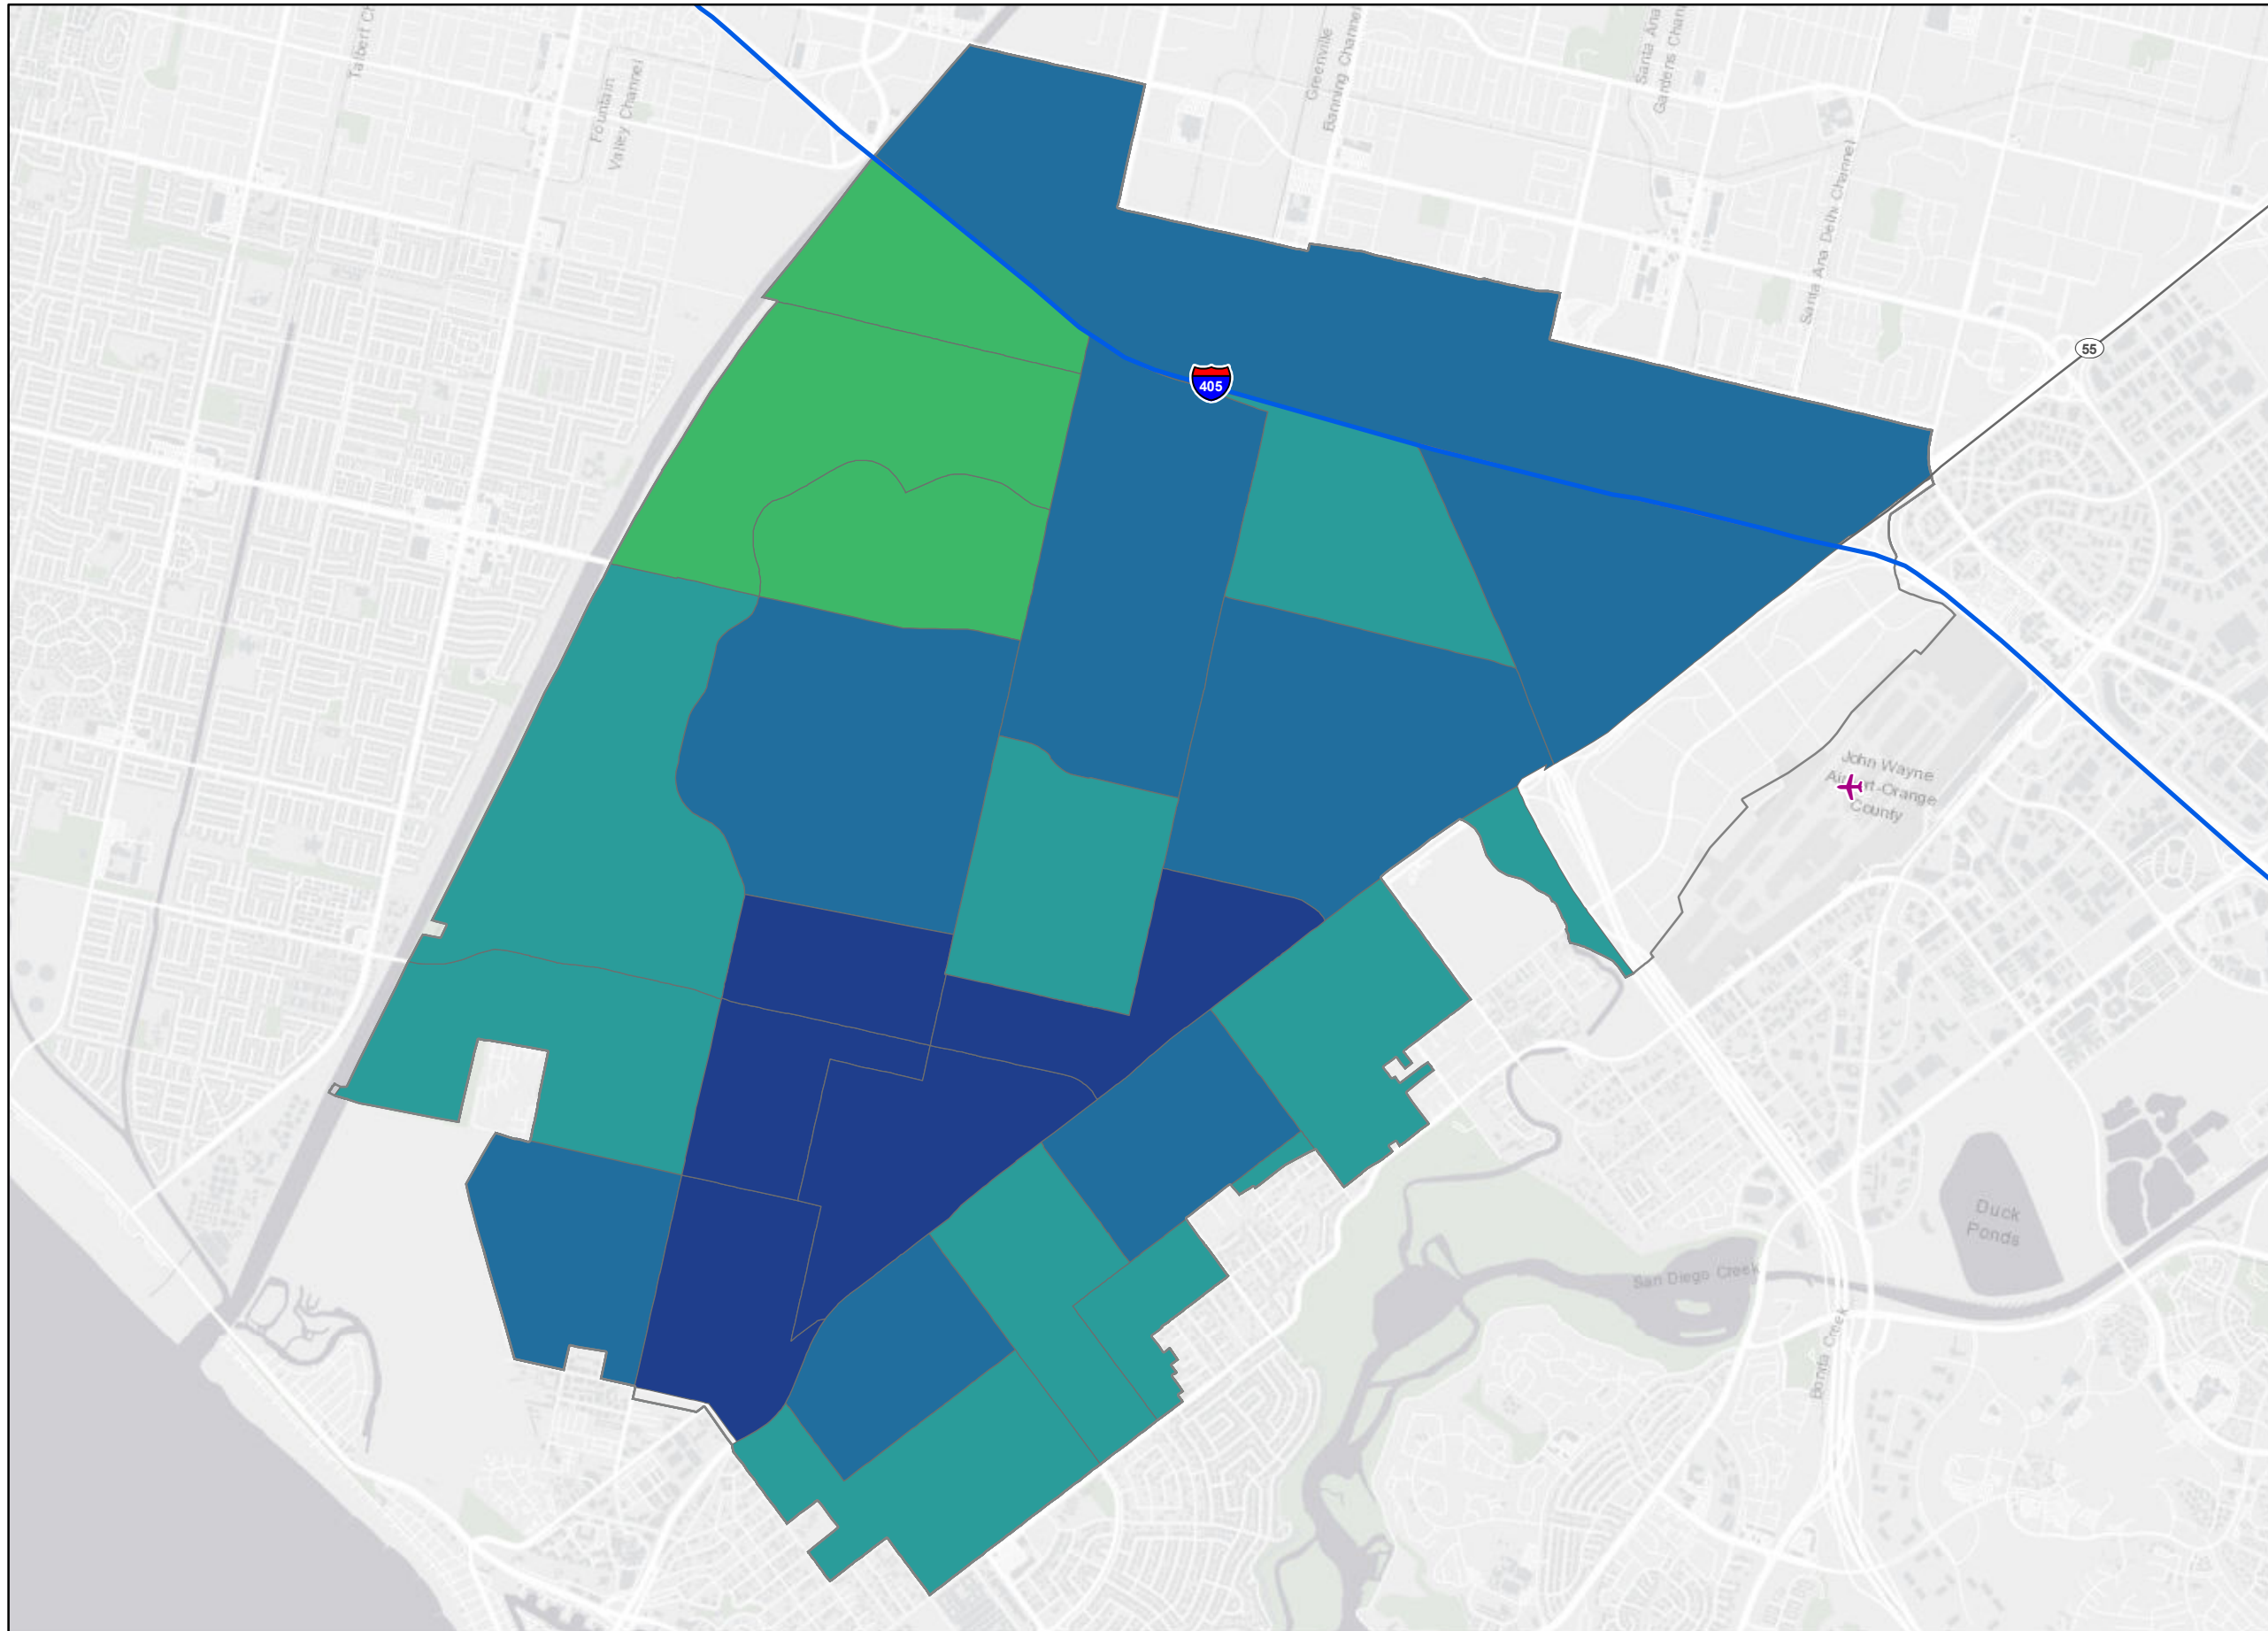 Talbert Ch
Fountain
Valley Channel
Greenville
Banning Channel
Santa Ana
Gardens Chan
Santa Ana Delhi Channel
55
405
John Wayne
Airport-Orange
County
Duck
Ponds
San Diego Creek
Bonita Creek